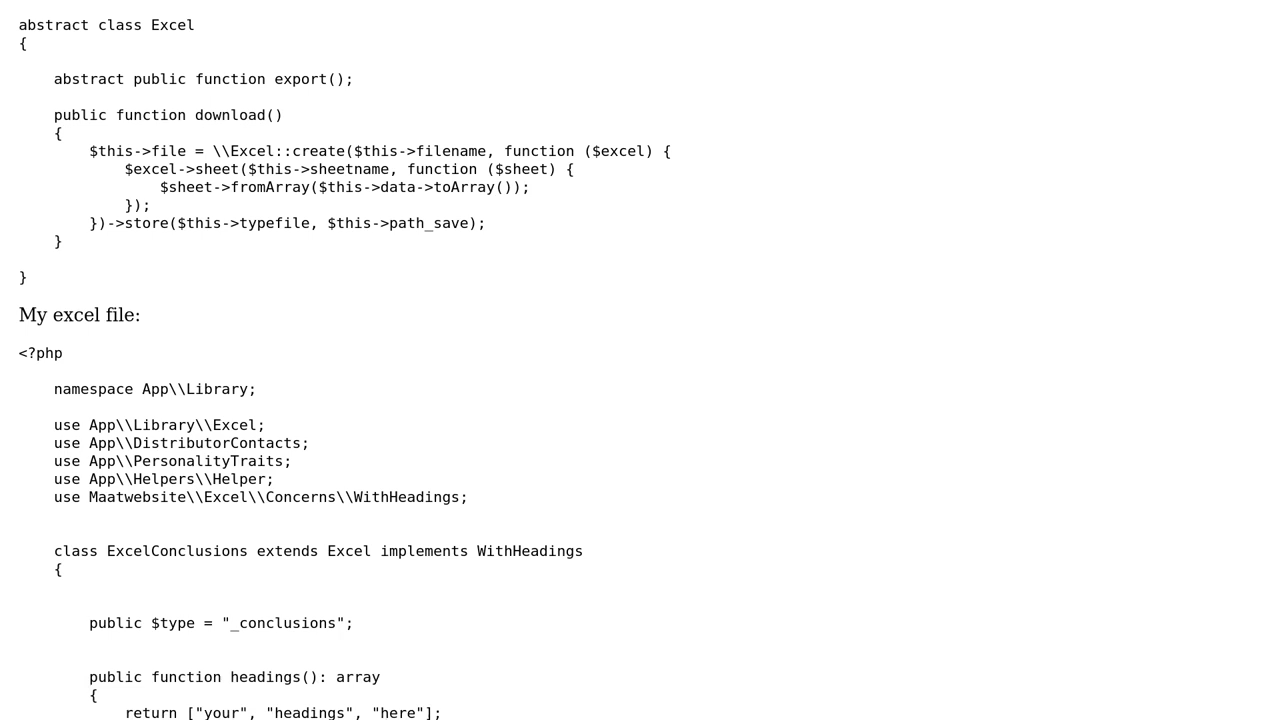 abstract class Excel
{
abstract public function export();
public function download()
{
$this->file = \\Excel::create($this->filename, function ($excel) {
$excel->sheet($this->sheetname, function ($sheet) {
$sheet->fromArray($this->data->toArray());
});
})->store($this->typefile, $this->path_save);
}
}
My excel file:
<?php
namespace App\\Library;
use App\\Library\\Excel;
use App\\DistributorContacts;
use App\\PersonalityTraits;
use App\\Helpers\\Helper;
use Maatwebsite\\Excel\\Concerns\\WithHeadings;
class ExcelConclusions extends Excel implements WithHeadings
{
public $type = "_conclusions";
public function headings(): array
{
return ["your", "headings", "here"];